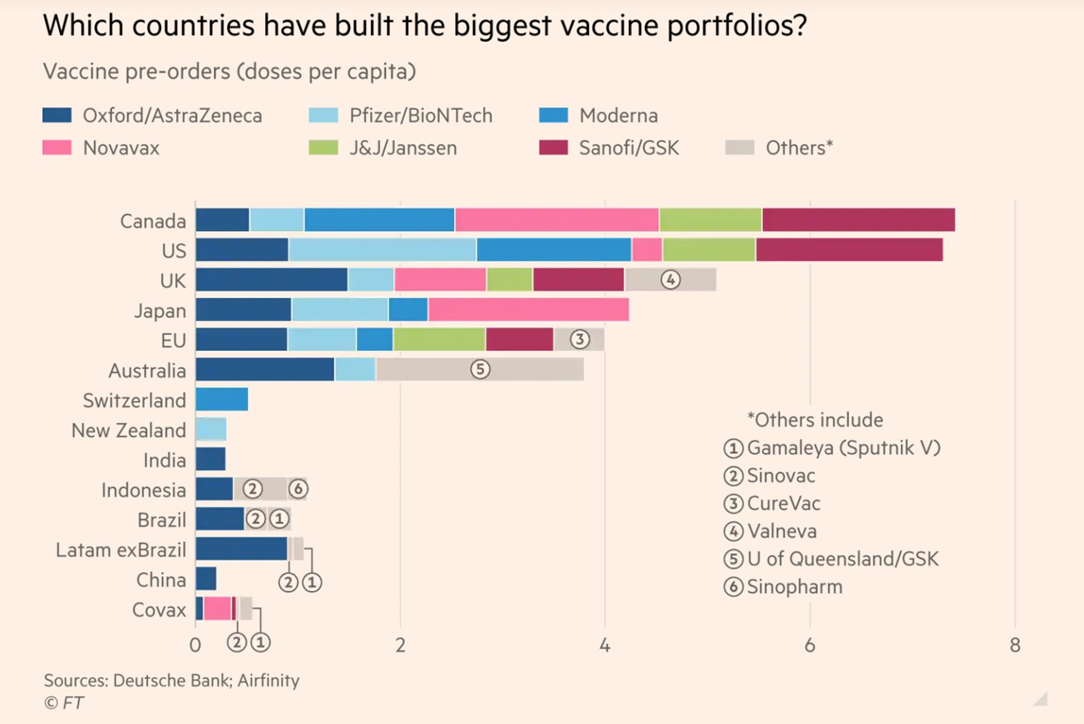 Which countries have built the biggest vaccine portfolios?
Vaccine pre-orders (doses per capita)
Oxford/AstraZeneca Pfizer/BioNTech Moderna
Novavax J&J/Janssen Sanofi/GSK Others*
Canada
US
UK ④
Japan
EU ③
Australia ⑤
Switzerland
New Zealand
India
Indonesia ② ⑥
Brazil ② ①
Latam exBrazil
② ①
China
Covax
② ①
0 2 4 6 8
*Others include
① Gamaleya (Sputnik V)
② Sinovac
③ CureVac
④ Valneva
⑤ U of Queensland/GSK
⑥ Sinopharm
Sources: Deutsche Bank; Airfinity
© FT